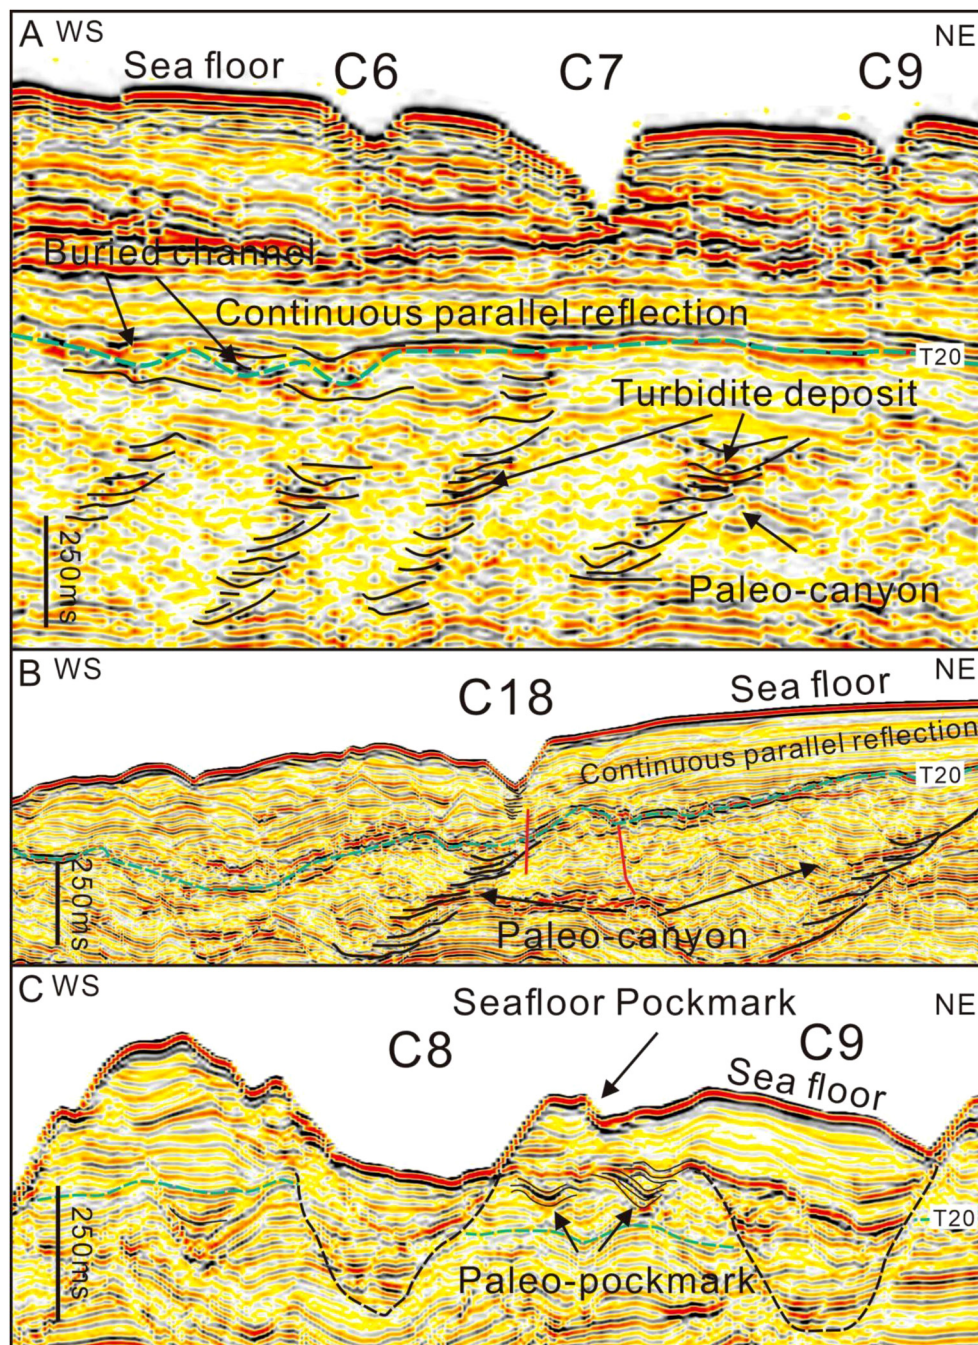 A WS
NE
Sea floor
C6
C7
C9
Buried channel
Continuous parallel reflection
T20
Turbidite deposit
250ms
Paleo-canyon
B WS
NE
C18
Sea floor
Continuous parallel reflection
T20
250ms
Paleo-canyon
C WS
NE
Seafloor Pockmark
C8
C9
Sea floor
250ms
T20
Paleo-pockmark